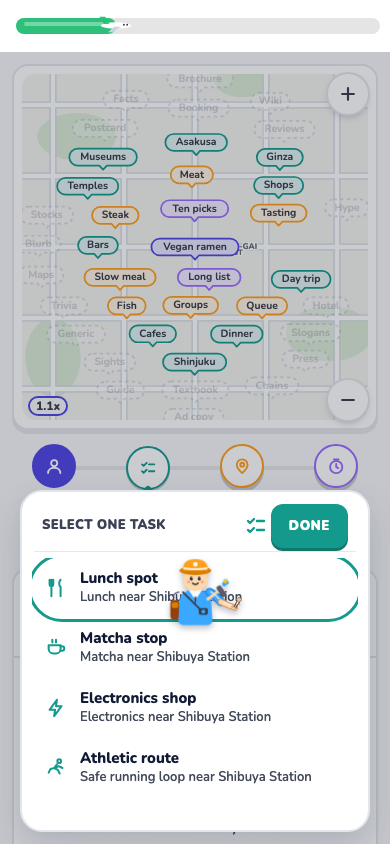 Brochure
Facts
Booking
Wiki
Postcard
Reviews
Asakusa
Museums
Ginza
Meat
Temples
Shops
Stocks
Steak
Ten picks
Tasting
Hype
Blurb
Bars
Vegan ramen
-GAI
Maps
Slow meal
Long list
Day trip
Trivia
Fish
Groups
Queue
Hotel
Generic
Cafes
Dinner
Slogans
Sights
Shinjuku
Press
Guide
Textbook
Chains
Ad copy
1.1x
SELECT ONE TASK
DONE
Lunch spot
Lunch near
Matcha stop
Matcha near Shibuya Station
Electronics shop
Electronics near Shibuya Station
Athletic route
Safe running loop near Shibuya Station